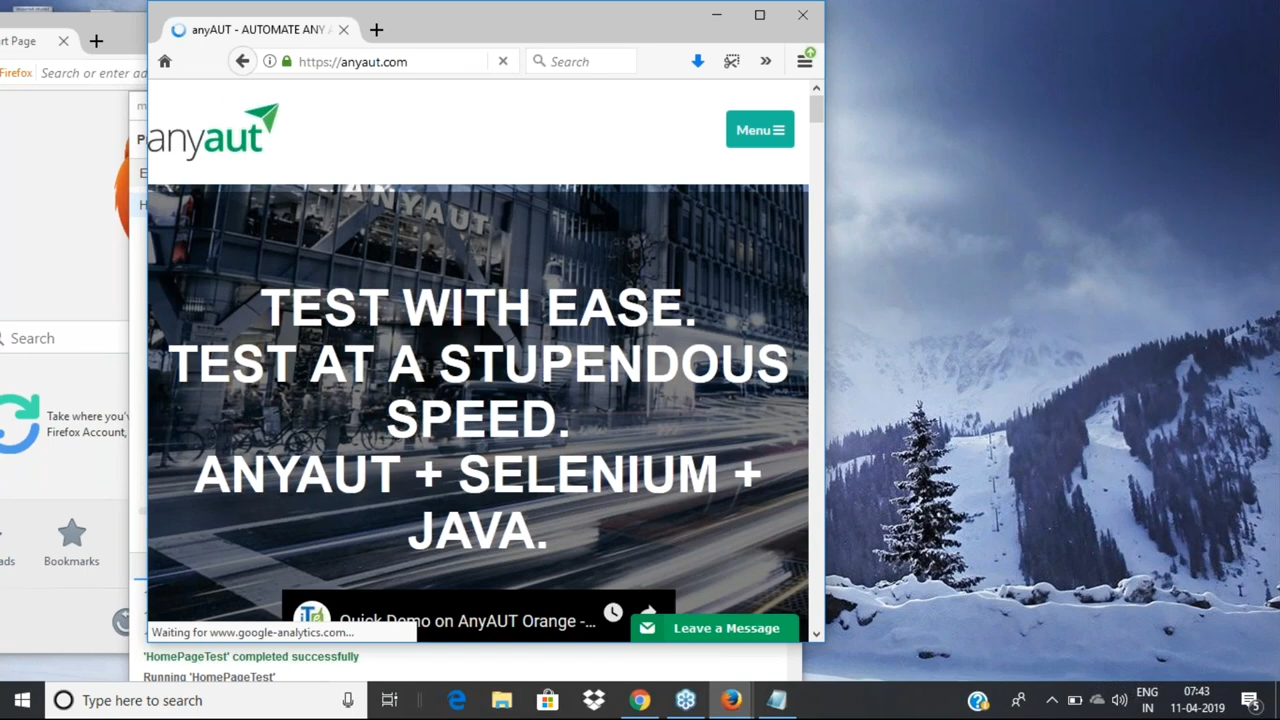 anyAUT - AUTOMATE ANY A
rt Page
Firefox
Search or enter ad
https://anyaut.com
Search
anyaut
Menu
ANYAUT
TEST WITH EASE.
TEST AT A STUPENDOUS
SPEED.
ANYAUT + SELENIUM +
JAVA.
Search
Take where you'
Firefox Account,
ads
Bookmarks
Quick Demo on AnyAUT Orange -...
Leave a Message
Waiting for www.google-analytics.com...
'HomePageTest' completed successfully
Running 'HomePageTest'
Type here to search
ENG
IN
07:43
11-04-2019
5